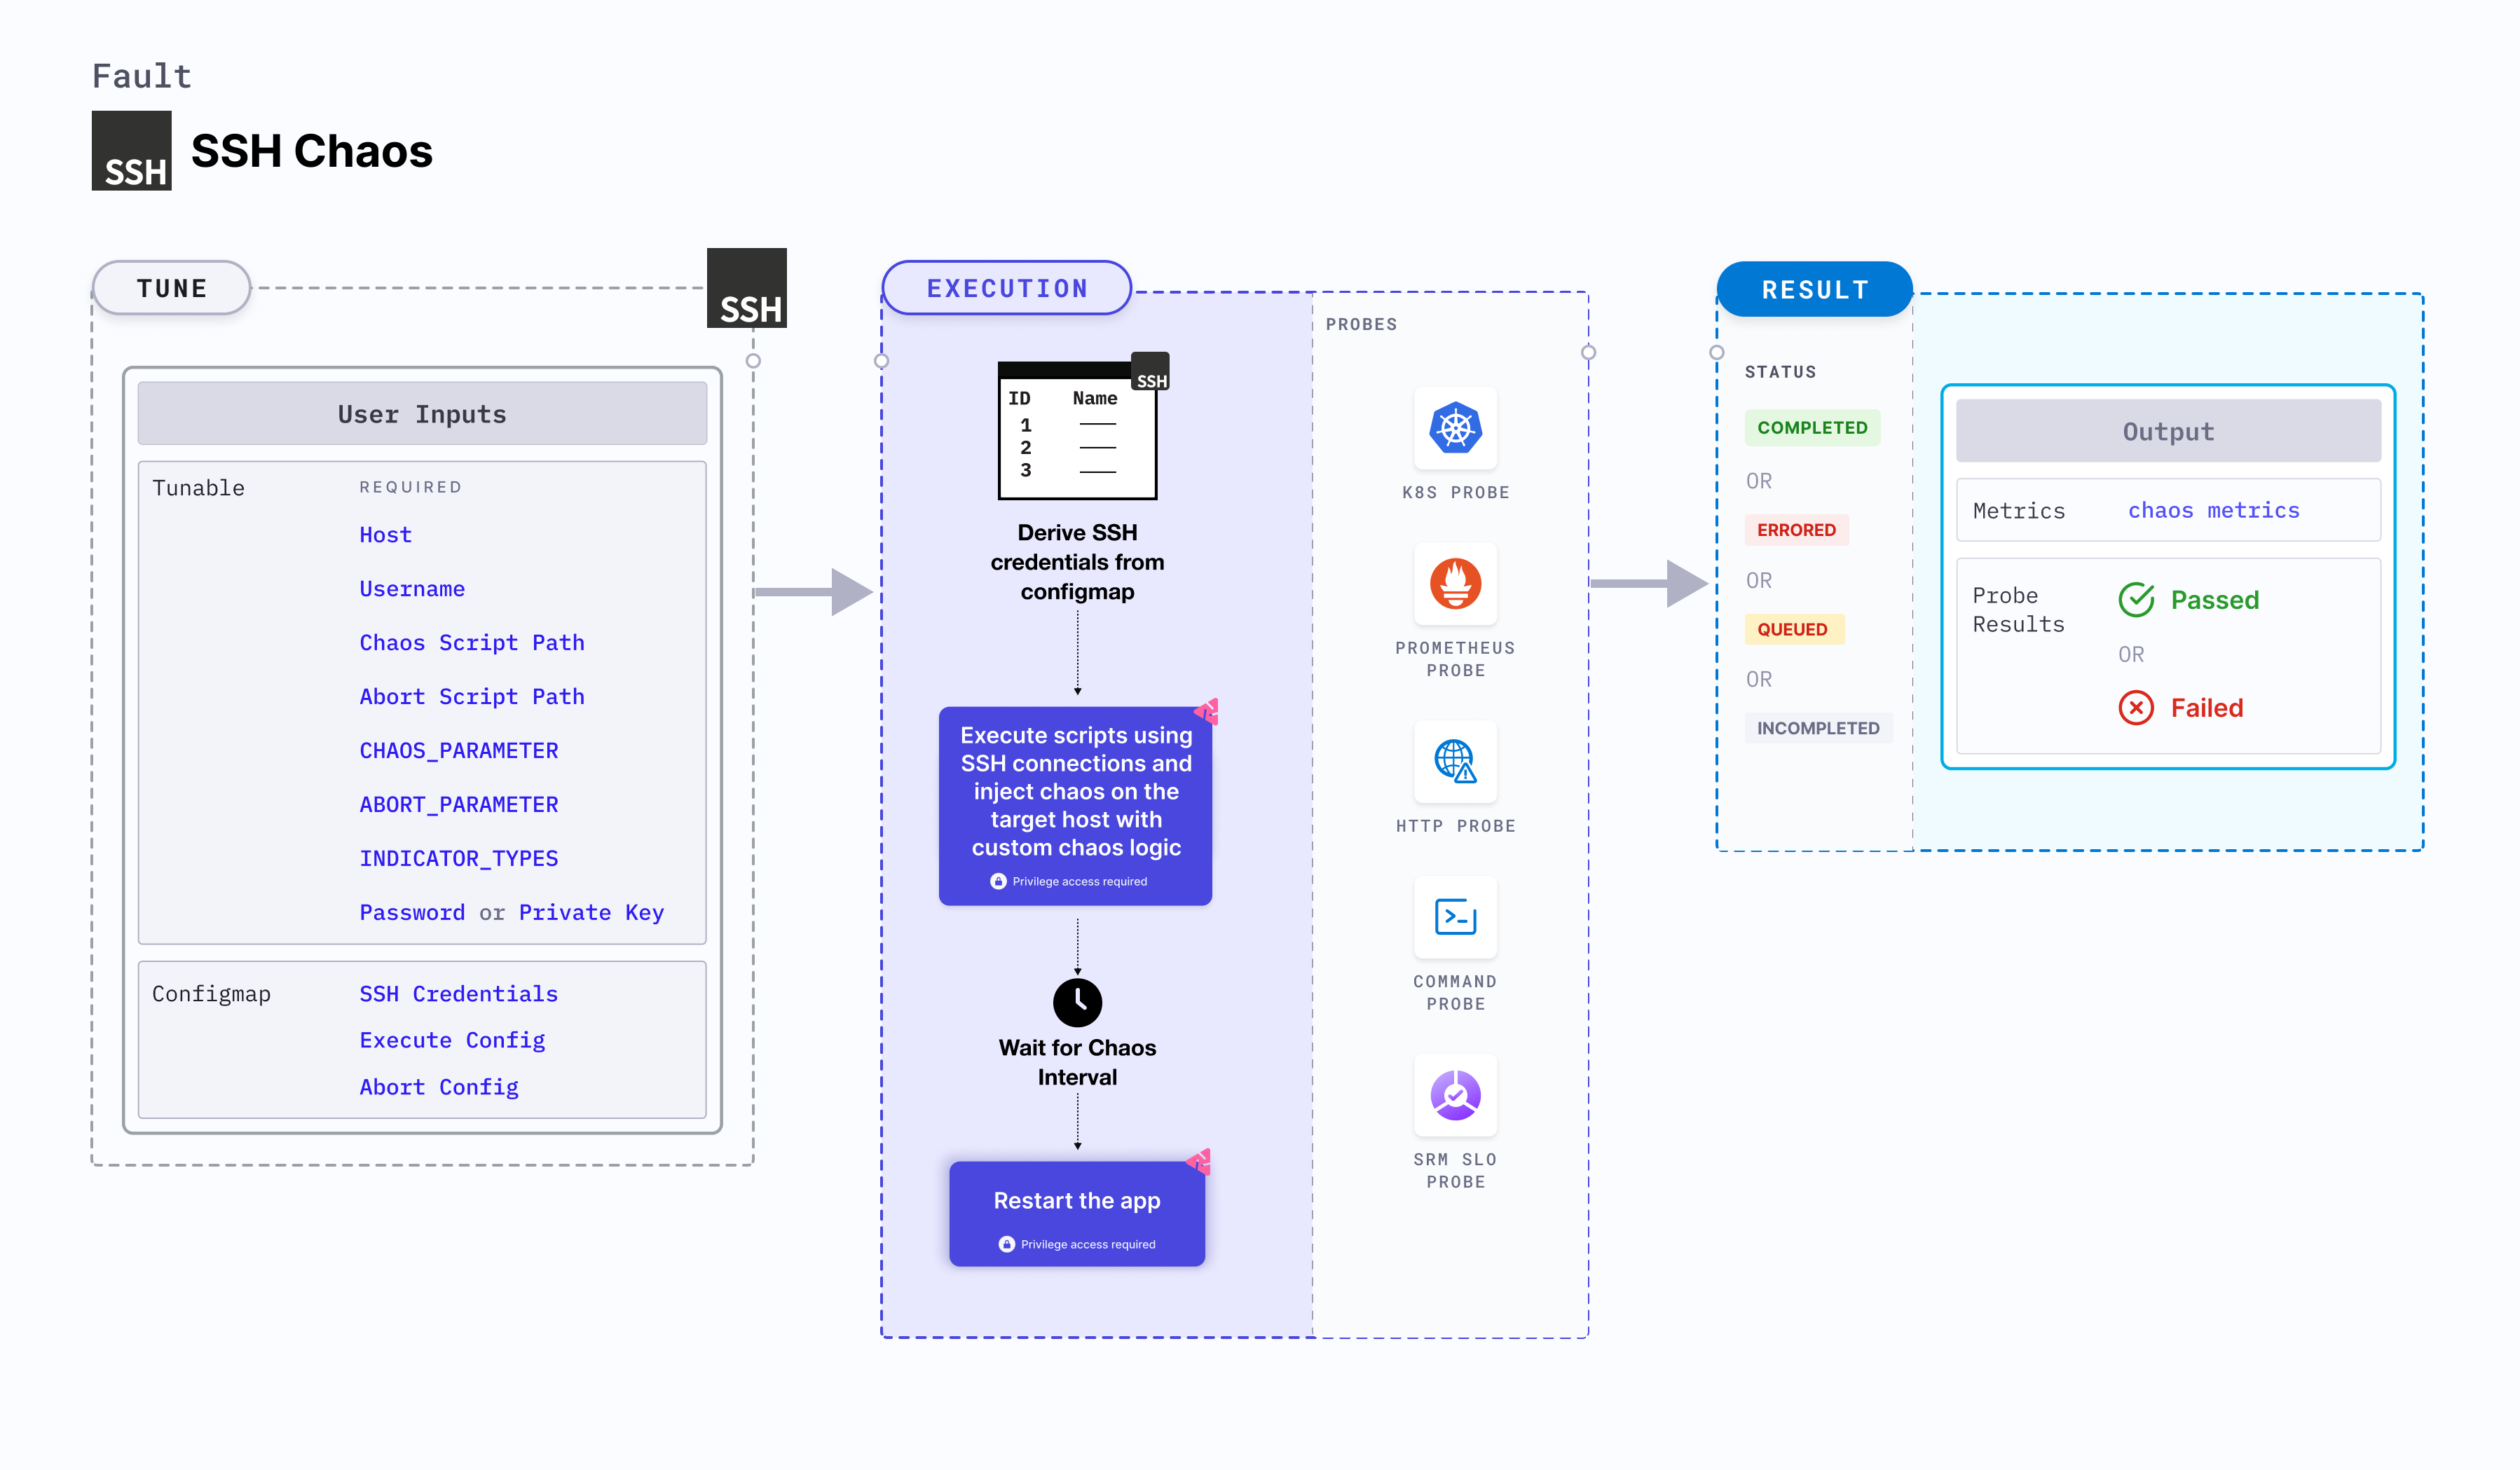 Fault
SSH
SSH Chaos
TUNE
SSH
User Inputs
Tunable
REQUIRED
Host
Username
Chaos Script Path
Abort Script Path
CHAOS_PARAMETER
ABORT_PARAMETER
INDICATOR_TYPES
Password or Private Key
Configmap
SSH Credentials
Execute Config
Abort Config
EXECUTION
SSH
ID Name
1
2
3
Derive SSH
credentials from
configmap
Execute scripts using
SSH connections and
inject chaos on the
target host with
custom chaos logic
Privilege access required
Wait for Chaos
Interval
Restart the app
Privilege access required
PROBES
K8S PROBE
PROMETHEUS
PROBE
HTTP PROBE
COMMAND
PROBE
SRM SLO
PROBE
RESULT
STATUS
COMPLETED
OR
ERRORED
OR
QUEUED
OR
INCOMPLETED
Output
Metrics
chaos metrics
Probe
Results
Passed
OR
Failed